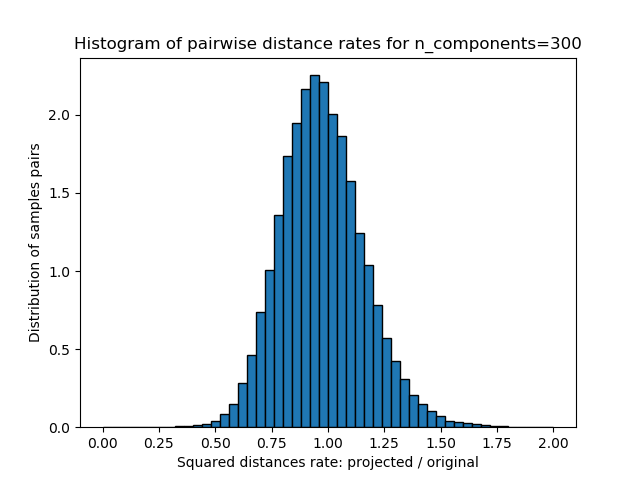 Histogram of pairwise distance rates for n_components=300
2.0
1.5
1.0
0.5
0.0
Distribution of samples pairs
0.00 0.25 0.50 0.75 1.00 1.25 1.50 1.75 2.00
Squared distances rate: projected / original